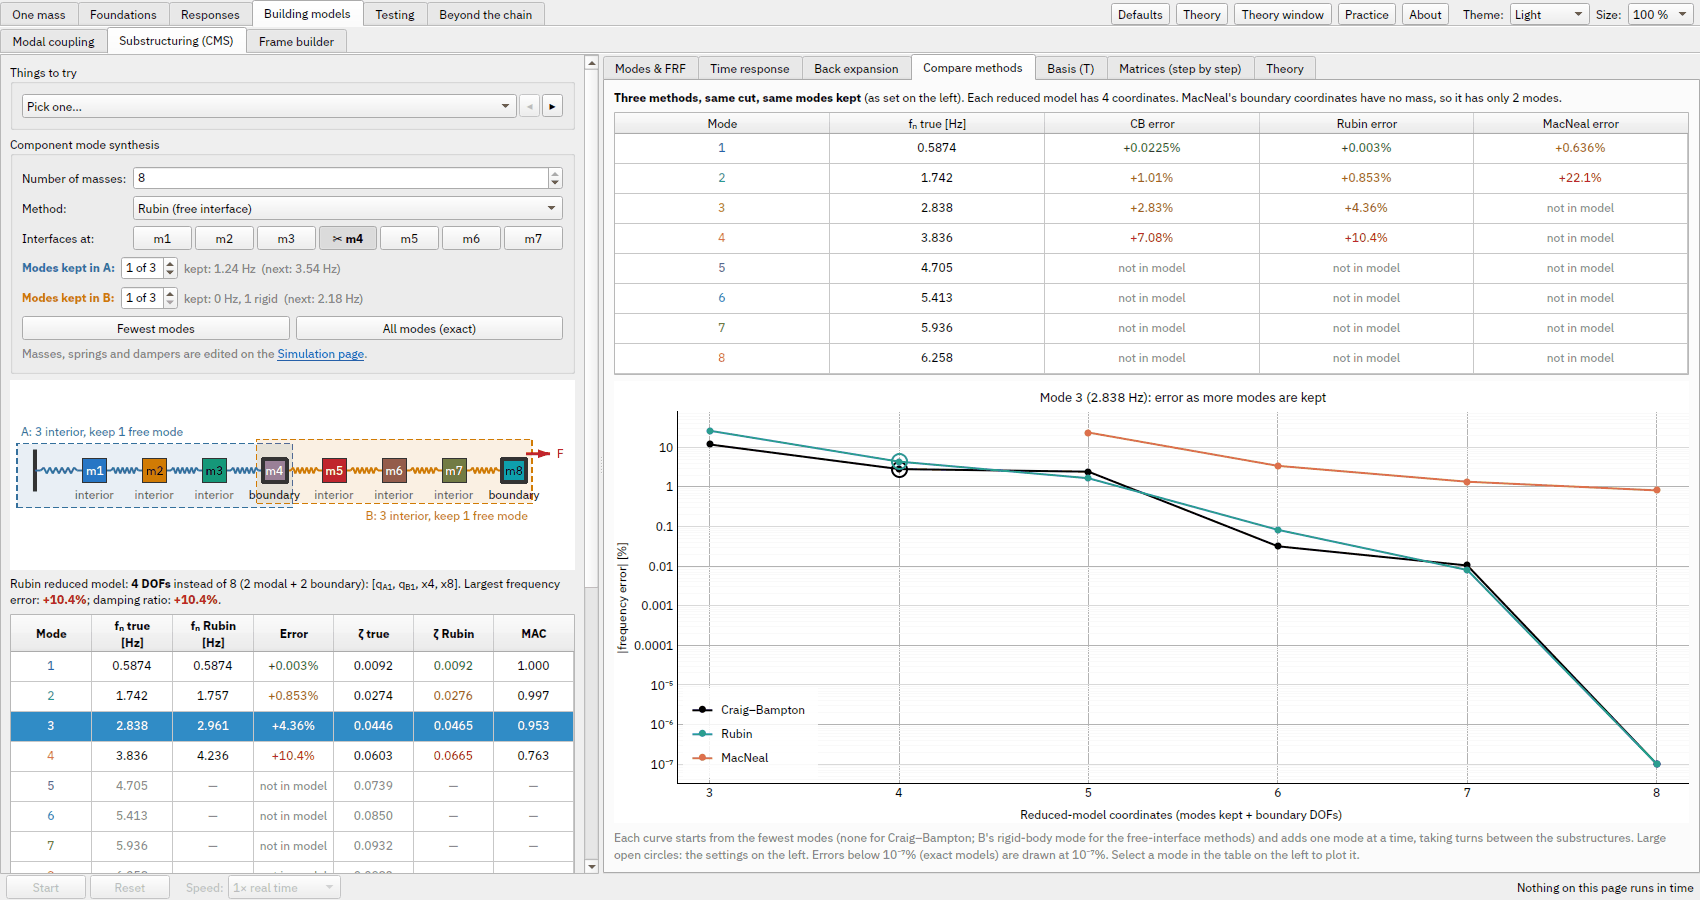 One mass Foundations Responses Building models Testing Beyond the chain Defaults Theory Theory window Practice About Theme: Light Size: 100 %
Modal coupling Substructuring (CMS) Frame builder
Things to try
Pick one...
Component mode synthesis
Number of masses: 8
Method: Rubin (free interface)
Interfaces at: m1 m2 m3 ✂ m4 m5 m6 m7
Modes kept in A: 1 of 3 kept: 1.24 Hz (next: 3.54 Hz)
Modes kept in B: 1 of 3 kept: 0 Hz, 1 rigid (next: 2.18 Hz)
Fewest modes All modes (exact)
Masses, springs and dampers are edited on the Simulation page.
A: 3 interior, keep 1 free mode
m1 m2 m3 m4 m5 m6 m7 m8 F
interior interior interior boundary interior interior interior boundary
B: 3 interior, keep 1 free mode
Rubin reduced model: 4 DOFs instead of 8 (2 modal + 2 boundary): [qA1, qB1, x4, x8]. Largest frequency
error: +10.4%; damping ratio: +10.4%.
Mode fₙ true [Hz] fₙ Rubin [Hz] Error ζ true ζ Rubin MAC
1 0.5874 0.5874 +0.003% 0.0092 0.0092 1.000
2 1.742 1.757 +0.853% 0.0274 0.0276 0.997
3 2.838 2.961 +4.36% 0.0446 0.0465 0.953
4 3.836 4.236 +10.4% 0.0603 0.0665 0.763
5 4.705 — not in model 0.0739 — —
6 5.413 — not in model 0.0850 — —
7 5.936 — not in model 0.0932 — —
Modes & FRF Time response Back expansion Compare methods Basis (T) Matrices (step by step) Theory
Three methods, same cut, same modes kept (as set on the left). Each reduced model has 4 coordinates. MacNeal's boundary coordinates have no mass, so it has only 2 modes.
Mode fₙ true [Hz] CB error Rubin error MacNeal error
1 0.5874 +0.0225% +0.003% +0.636%
2 1.742 +1.01% +0.853% +22.1%
3 2.838 +2.83% +4.36% not in model
4 3.836 +7.08% +10.4% not in model
5 4.705 not in model not in model not in model
6 5.413 not in model not in model not in model
7 5.936 not in model not in model not in model
8 6.258 not in model not in model not in model
Mode 3 (2.838 Hz): error as more modes are kept
|frequency error| [%]
10
1
0.1
0.01
0.001
0.0001
10⁻⁵
10⁻⁶
10⁻⁷
Craig–Bampton
Rubin
MacNeal
3 4 5 6 7 8
Reduced-model coordinates (modes kept + boundary DOFs)
Each curve starts from the fewest modes (none for Craig–Bampton; B's rigid-body mode for the free-interface methods) and adds one mode at a time, taking turns between the substructures. Large
open circles: the settings on the left. Errors below 10⁻⁷% (exact models) are drawn at 10⁻⁷%. Select a mode in the table on the left to plot it.
Start Reset Speed: 1× real time Nothing on this page runs in time